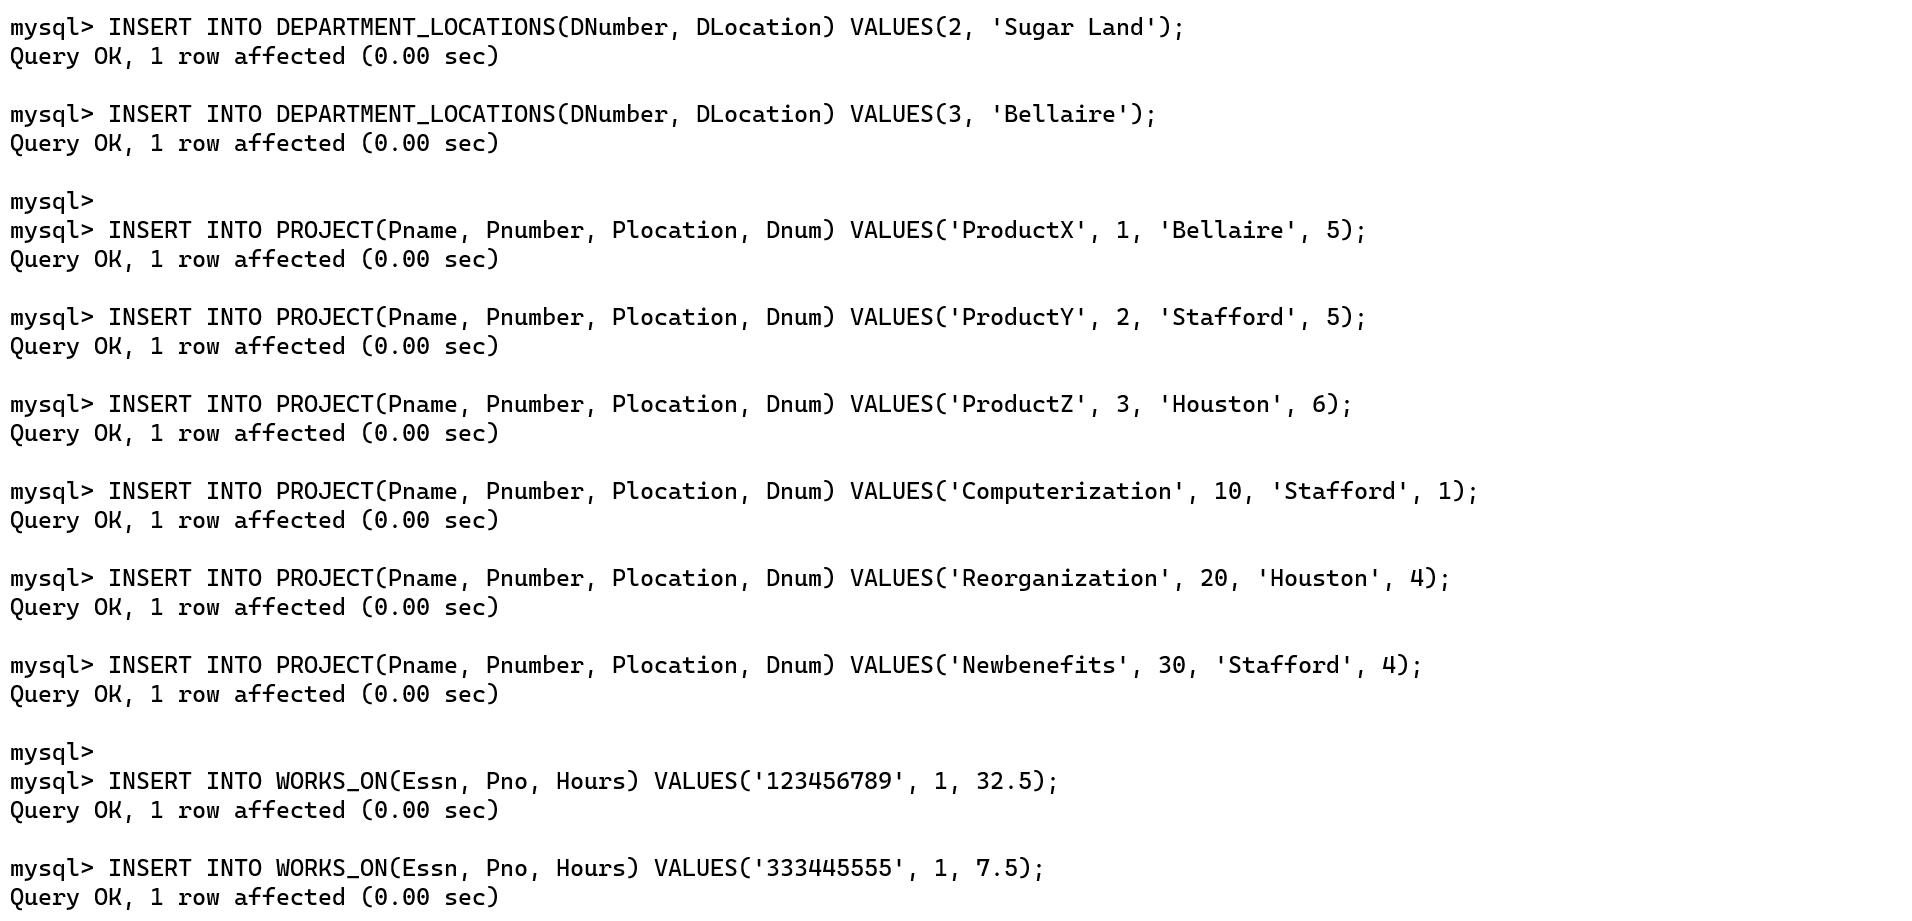 mysql> INSERT INTO DEPARTMENT_LOCATIONS(DNumber, DLocation) VALUES(2, 'Sugar Land');
Query OK, 1 row affected (0.00 sec)
mysql> INSERT INTO DEPARTMENT_LOCATIONS(DNumber, DLocation) VALUES(3, 'Bellaire');
Query OK, 1 row affected (0.00 sec)
mysql>
mysql> INSERT INTO PROJECT(Pname, Pnumber, Plocation, Dnum) VALUES('ProductX', 1, 'Bellaire', 5);
Query OK, 1 row affected (0.00 sec)
mysql> INSERT INTO PROJECT(Pname, Pnumber, Plocation, Dnum) VALUES('ProductY', 2, 'Stafford', 5);
Query OK, 1 row affected (0.00 sec)
mysql> INSERT INTO PROJECT(Pname, Pnumber, Plocation, Dnum) VALUES('ProductZ', 3, 'Houston', 6);
Query OK, 1 row affected (0.00 sec)
mysql> INSERT INTO PROJECT(Pname, Pnumber, Plocation, Dnum) VALUES('Computerization', 10, 'Stafford', 1);
Query OK, 1 row affected (0.00 sec)
mysql> INSERT INTO PROJECT(Pname, Pnumber, Plocation, Dnum) VALUES('Reorganization', 20, 'Houston', 4);
Query OK, 1 row affected (0.00 sec)
mysql> INSERT INTO PROJECT(Pname, Pnumber, Plocation, Dnum) VALUES('Newbenefits', 30, 'Stafford', 4);
Query OK, 1 row affected (0.00 sec)
mysql>
mysql> INSERT INTO WORKS_ON(Essn, Pno, Hours) VALUES('123456789', 1, 32.5);
Query OK, 1 row affected (0.00 sec)
mysql> INSERT INTO WORKS_ON(Essn, Pno, Hours) VALUES('333445555', 1, 7.5);
Query OK, 1 row affected (0.00 sec)